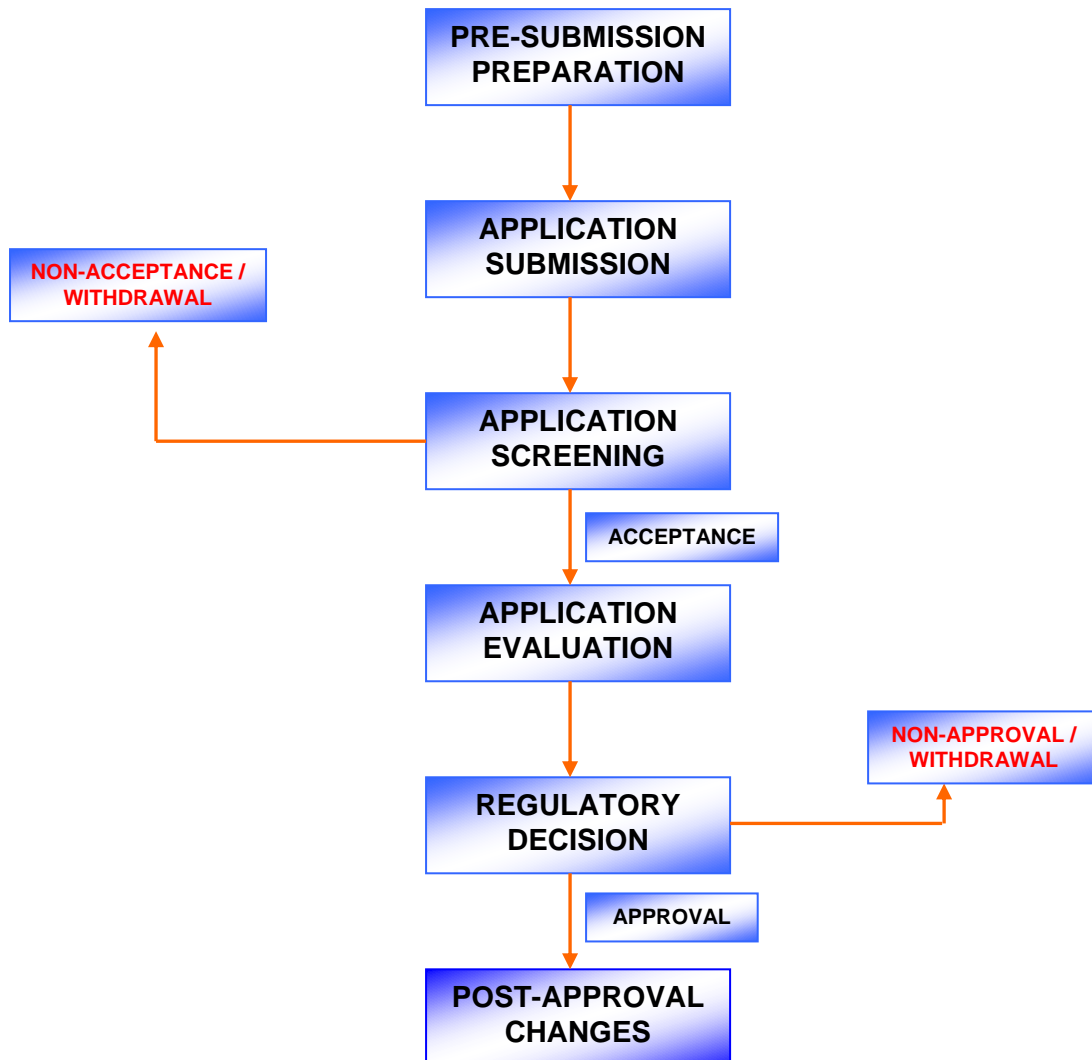 PRE-SUBMISSION
PREPARATION
APPLICATION
SUBMISSION
NON-ACCEPTANCE /
WITHDRAWAL
APPLICATION
SCREENING
ACCEPTANCE
APPLICATION
EVALUATION
NON-APPROVAL /
WITHDRAWAL
REGULATORY
DECISION
APPROVAL
POST-APPROVAL
CHANGES